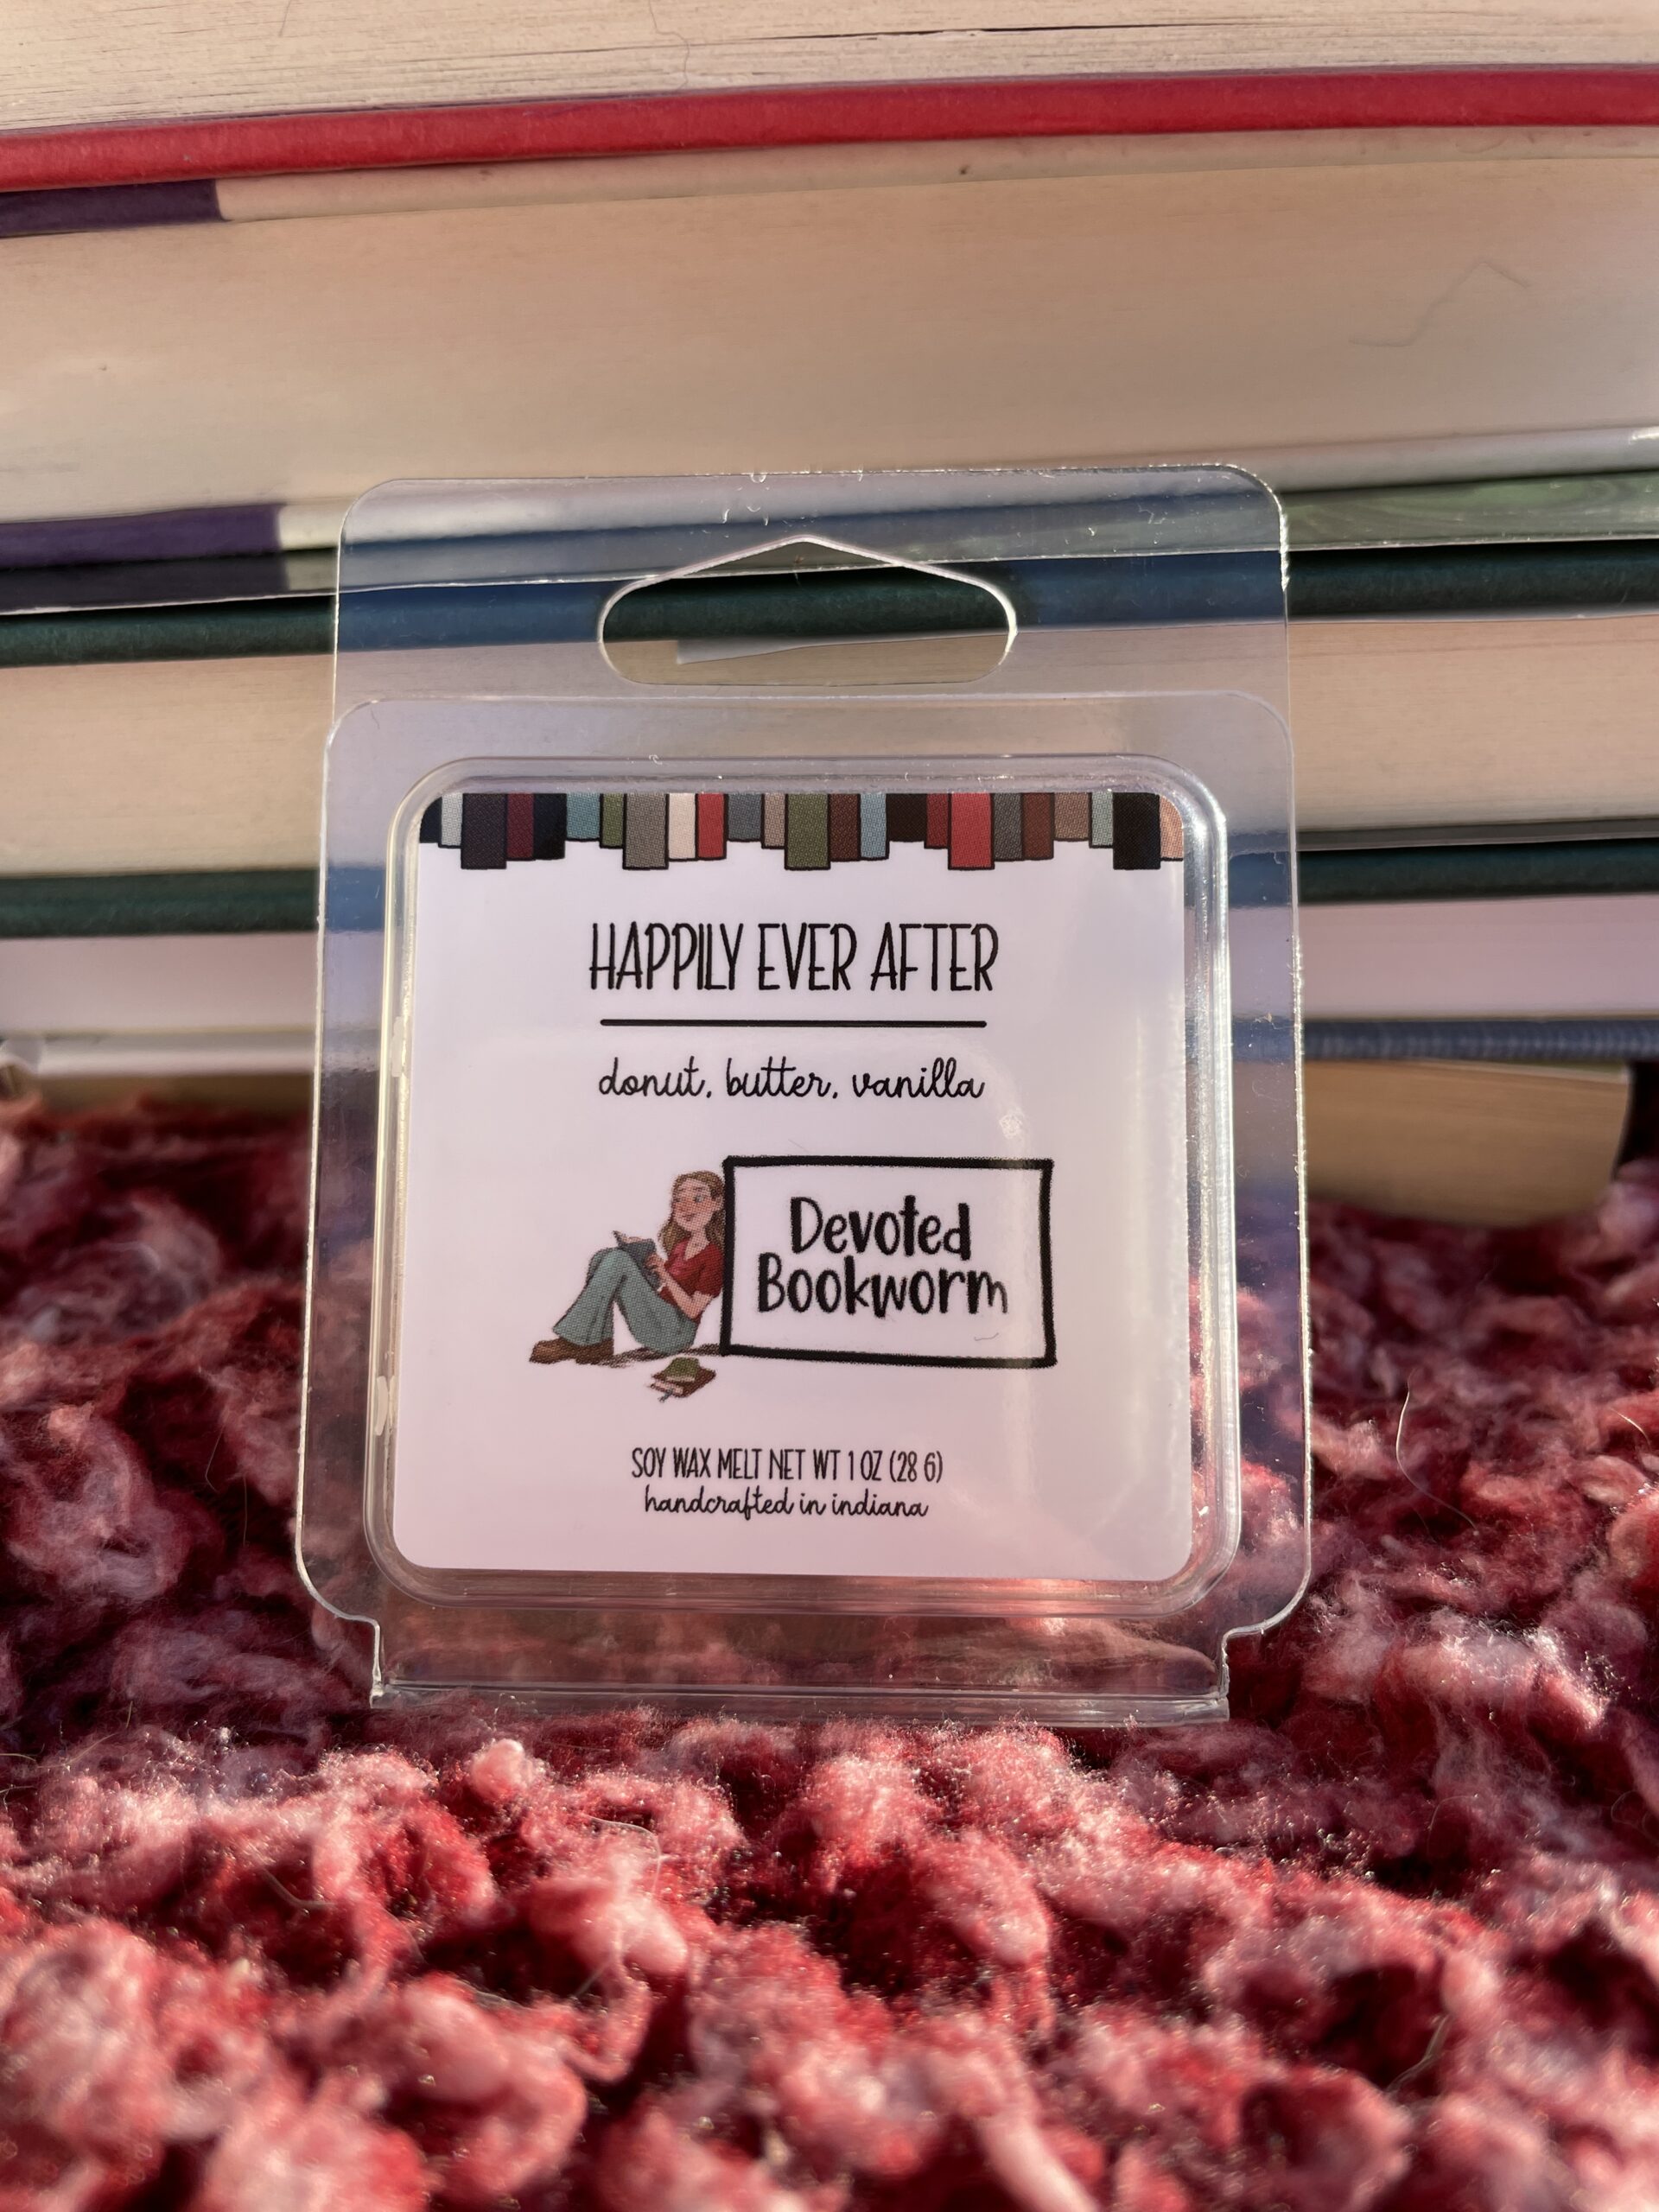 HAPPILY EVER AFTER
donut, butter, vanilla
Devoted
Bookworm
SOY WAX MELT NET WT 1 OZ (28 G)
handcrafted in indiana